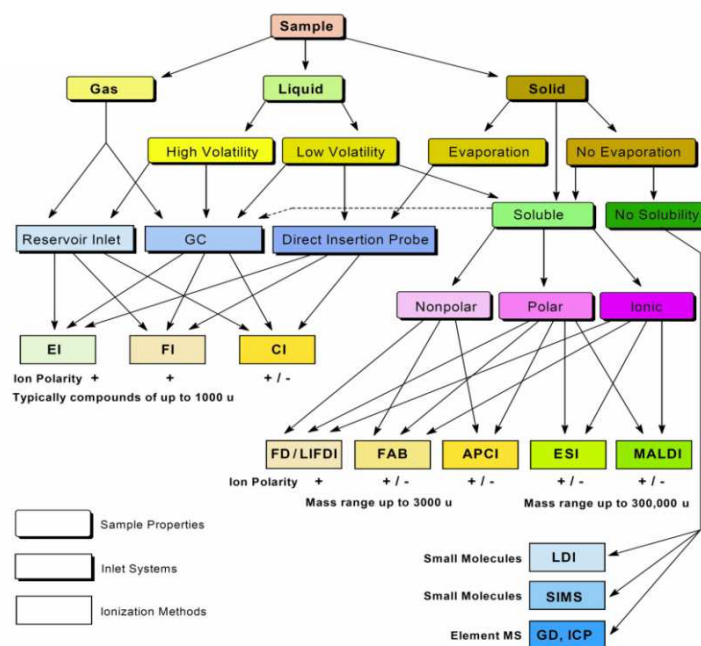 Sample
Gas
Liquid
Solid
High Volatility
Low Volatility
Evaporation
No Evaporation
Soluble
No Solubility
Reservoir Inlet
GC
Direct Insertion Probe
Nonpolar
Polar
Ionic
EI
FI
CI
Ion Polarity + + + / -
Typically compounds of up to 1000 u
FD / LIFDI
FAB
APCI
ESI
MALDI
Ion Polarity + + / - + / - + / - + / -
Mass range up to 3000 u
Mass range up to 300,000 u
Sample Properties
Inlet Systems
Ionization Methods
Small Molecules LDI
Small Molecules SIMS
Element MS GD, ICP